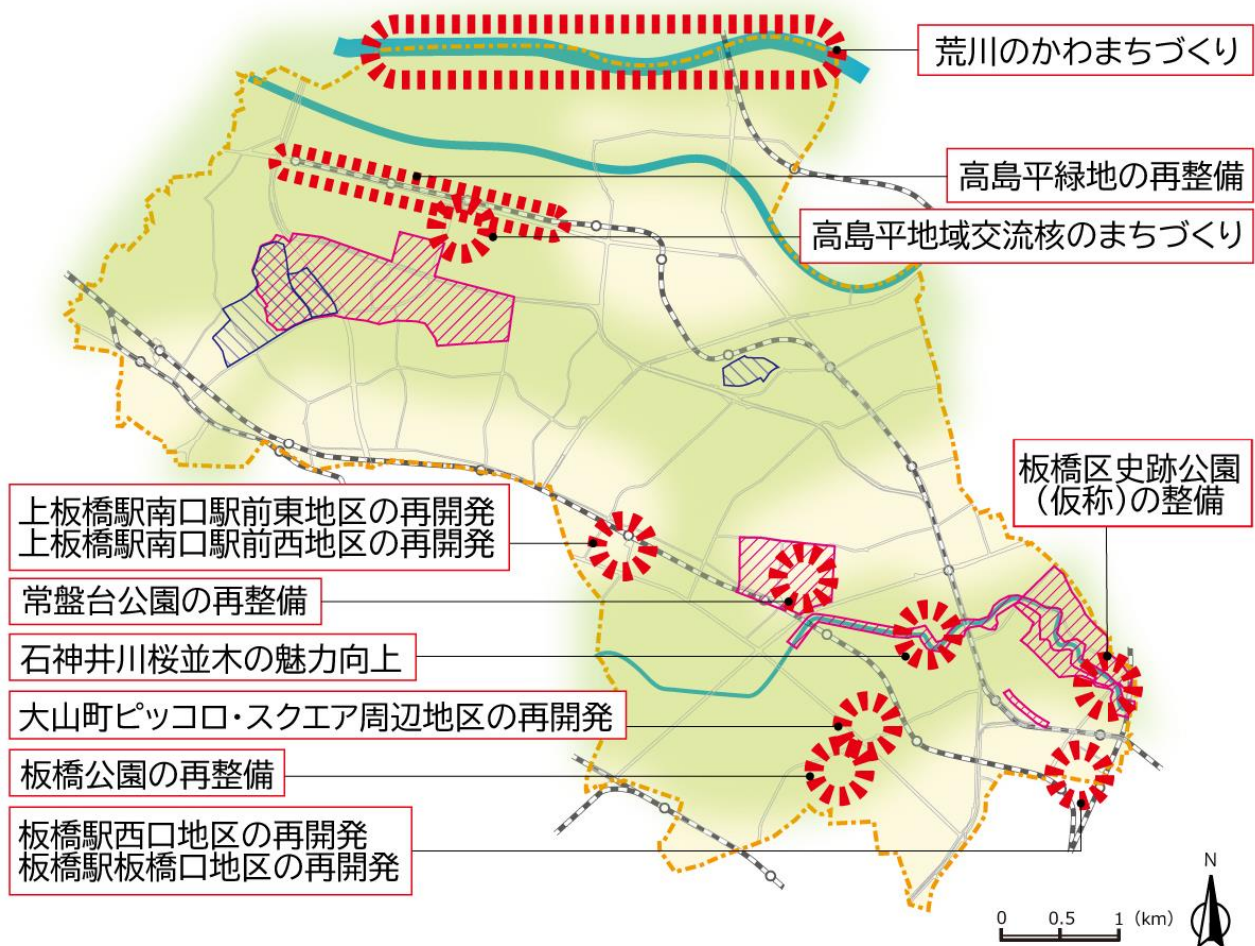 荒川のかわまちづくり
高島平緑地の再整備
高島平地域交流核のまちづくり
板橋区史跡公園
(仮称)の整備
上板橋駅南口駅前東地区の再開発
上板橋駅南口駅前西地区の再開発
常盤台公園の再整備
石神井川桜並木の魅力向上
大山町ピッコロ・スクエア周辺地区の再開発
板橋公園の再整備
板橋駅西口地区の再開発
板橋駅板橋口地区の再開発
N
0 0.5 1 (km)